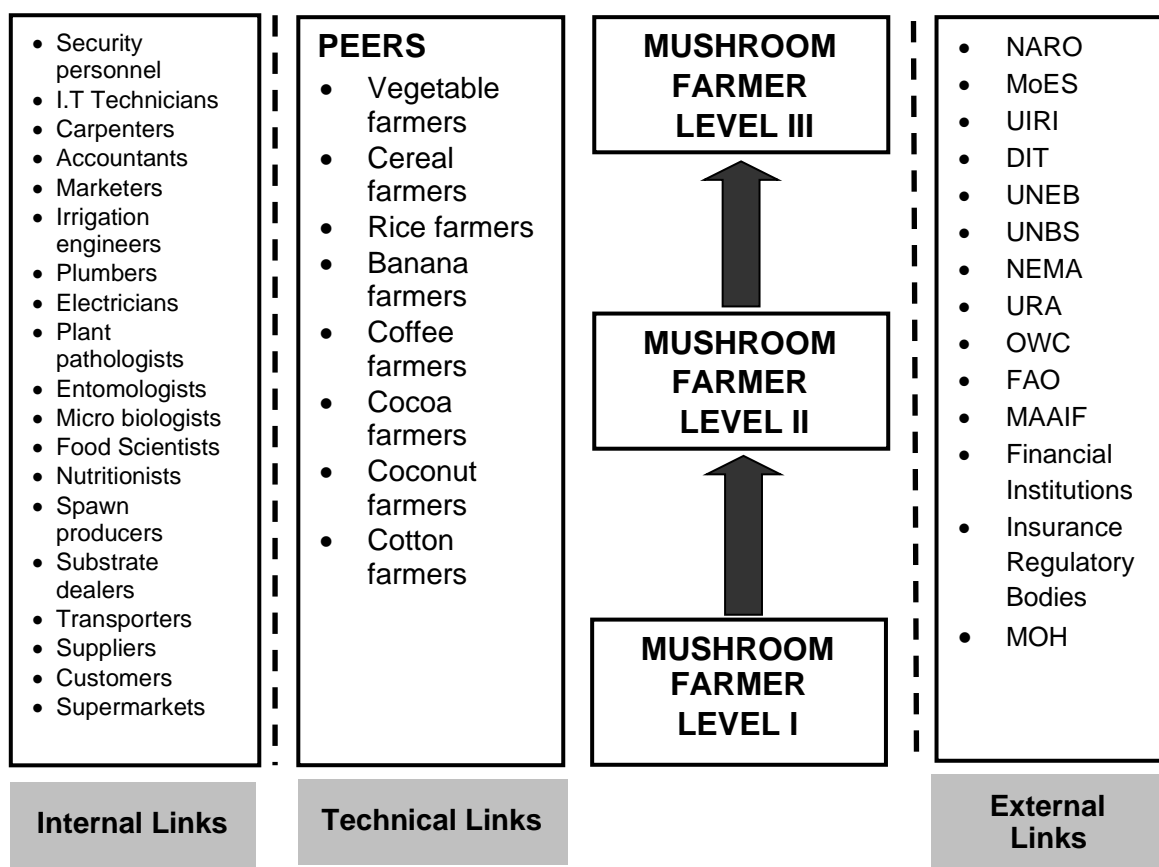 • Security
personnel
• I.T Technicians
• Carpenters
• Accountants
• Marketers
• Irrigation
engineers
• Plumbers
• Electricians
• Plant
pathologists
• Entomologists
• Micro biologists
• Food Scientists
• Nutritionists
• Spawn
producers
• Substrate
dealers
• Transporters
• Suppliers
• Customers
• Supermarkets
Internal Links
PEERS
• Vegetable
farmers
• Cereal
farmers
• Rice farmers
• Banana
farmers
• Coffee
farmers
• Cocoa
farmers
• Coconut
farmers
• Cotton
farmers
Technical Links
MUSHROOM
FARMER
LEVEL III
MUSHROOM
FARMER
LEVEL II
MUSHROOM
FARMER
LEVEL I
• NARO
• MoES
• UIRI
• DIT
• UNEB
• UNBS
• NEMA
• URA
• OWC
• FAO
• MAAIF
• Financial
Institutions
• Insurance
Regulatory
Bodies
• MOH
External
Links